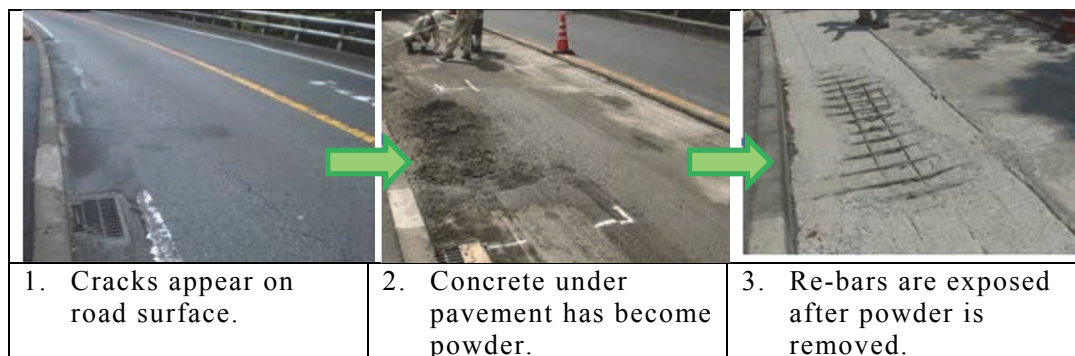 1. Cracks appear on
road surface.
2. Concrete under
pavement has become
powder.
3. Re-bars are exposed
after powder is
removed.